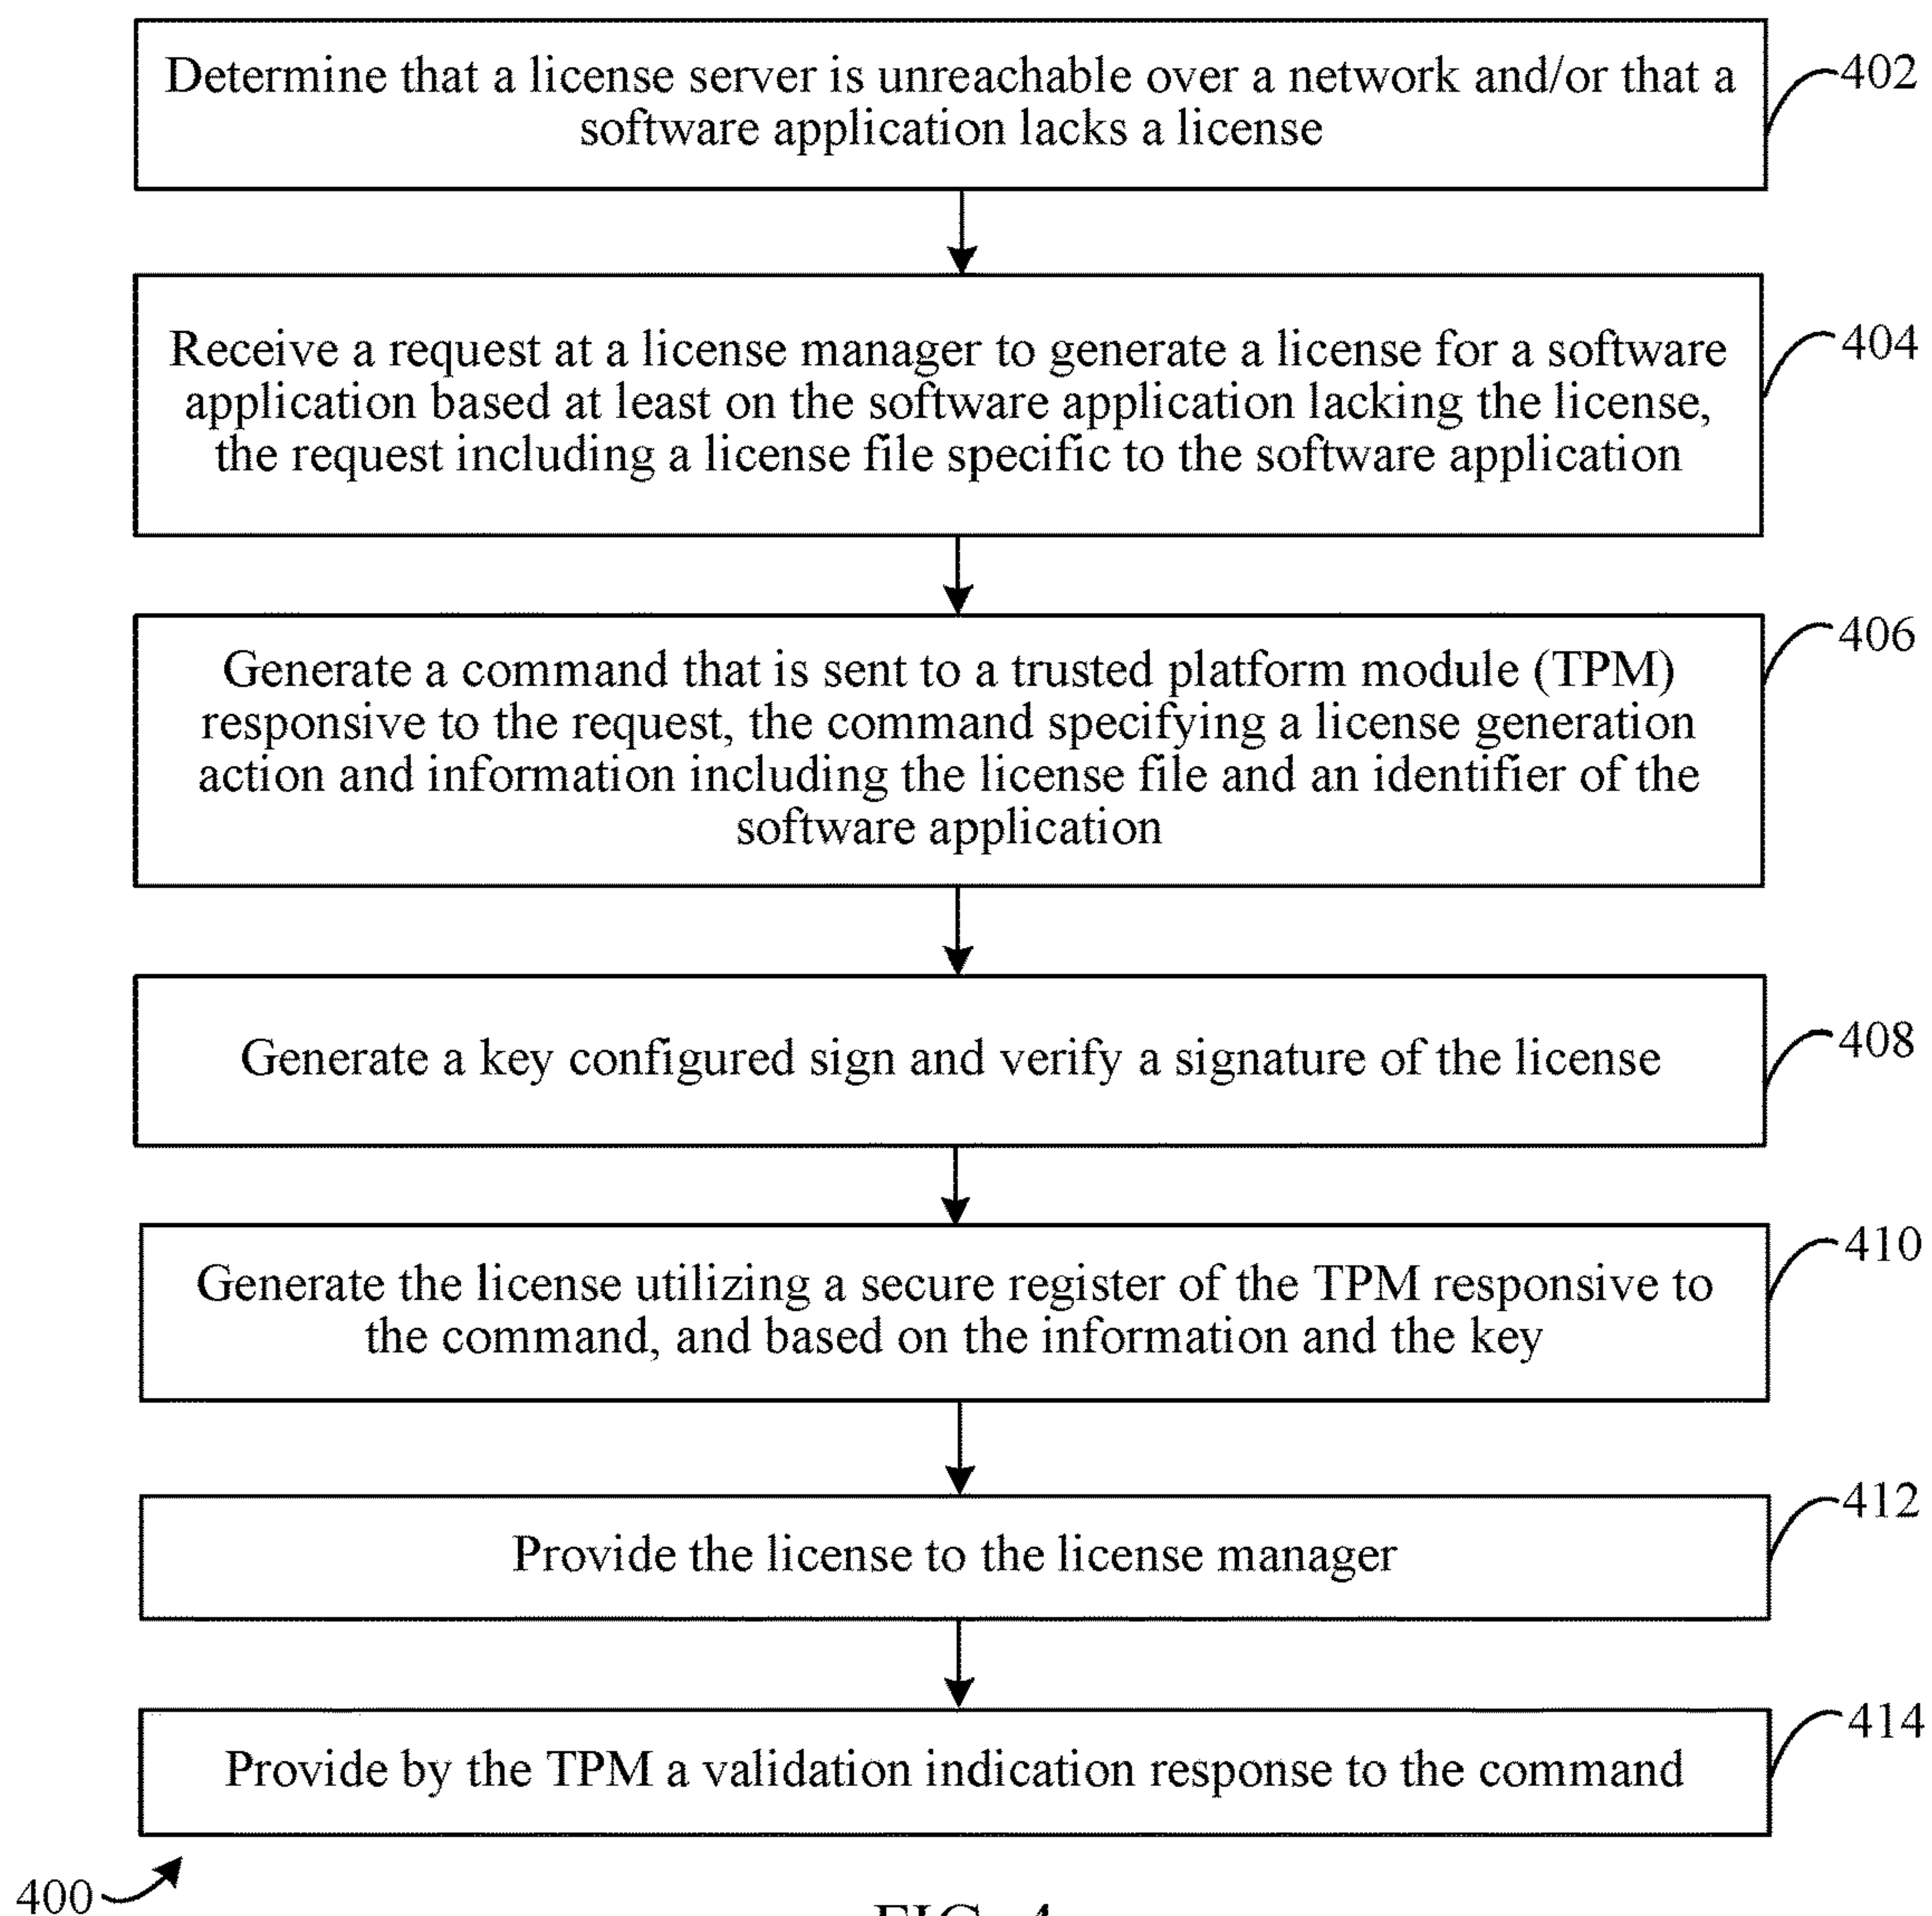 Determine that a license server is unreachable over a network and/or that a
software application lacks a license
402
Receive a request at a license manager to generate a license for a software
application based at least on the software application lacking the license,
the request including a license file specific to the software application
404
Generate a command that is sent to a trusted platform module (TPM)
responsive to the request, the command specifying a license generation
action and information including the license file and an identifier of the
software application
406
Generate a key configured sign and verify a signature of the license
408
Generate the license utilizing a secure register of the TPM responsive to
the command, and based on the information and the key
410
Provide the license to the license manager
412
Provide by the TPM a validation indication response to the command
414
400
FIG. 4